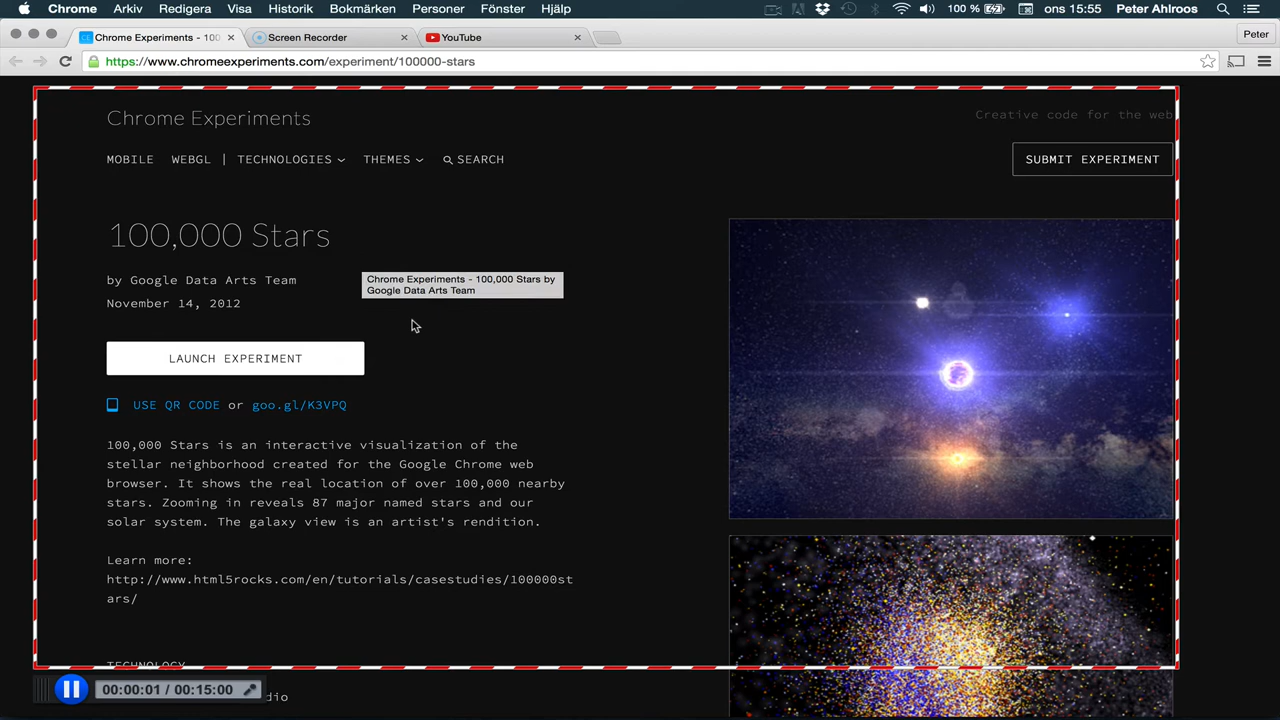 Chrome Arkiv Redigera Visa Historik Bokmärken Personer Fönster Hjälp 100 % ons 15:55 Peter Ahlroos
Chrome Experiments - 100 Screen Recorder YouTube Peter
https://www.chromeexperiments.com/experiment/100000-stars
Chrome Experiments Creative code for the web
MOBILE WEBGL | TECHNOLOGIES THEMES SEARCH SUBMIT EXPERIMENT
100,000 Stars
by Google Data Arts Team
November 14, 2012
Chrome Experiments - 100,000 Stars by
Google Data Arts Team
LAUNCH EXPERIMENT
USE QR CODE or goo.gl/K3VPQ
100,000 Stars is an interactive visualization of the
stellar neighborhood created for the Google Chrome web
browser. It shows the real location of over 100,000 nearby
stars. Zooming in reveals 87 major named stars and our
solar system. The galaxy view is an artist's rendition.
Learn more:
http://www.html5rocks.com/en/tutorials/casestudies/100000st
ars/
TECHNOLOGY
00:00:01 / 00:15:00
dio